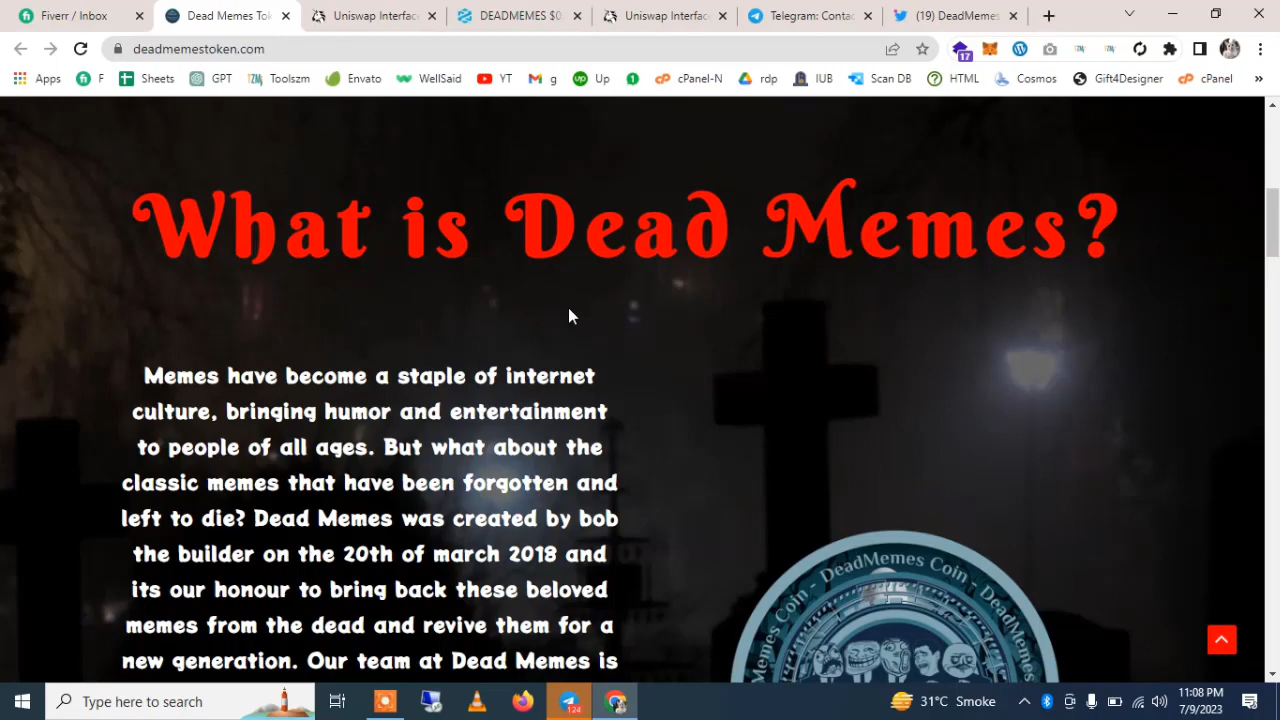 Fiverr / Inbox
Dead Memes Tok
Uniswap Interfac
DEADMEMES $0
Uniswap Interfac
Telegram: Contac
(19) DeadMemes
deadmemestoken.com
17
Apps
F
Sheets
GPT
Toolszm
Envato
WellSaid
YT
g
Up
cPanel-N
rdp
IUB
Scan DB
HTML
Cosmos
Gift4Designer
cPanel
»
What is Dead Memes?
Memes have become a staple of internet
culture, bringing humor and entertainment
to people of all ages. But what about the
classic memes that have been forgotten and
left to die? Dead Memes was created by bob
the builder on the 20th of march 2018 and
its our honour to bring back these beloved
memes from the dead and revive them for a
new generation. Our team at Dead Memes is
Memes Coin - DeadMemes Coin - DeadMemes
Type here to search
124
31°C Smoke
11:08 PM
7/9/2023